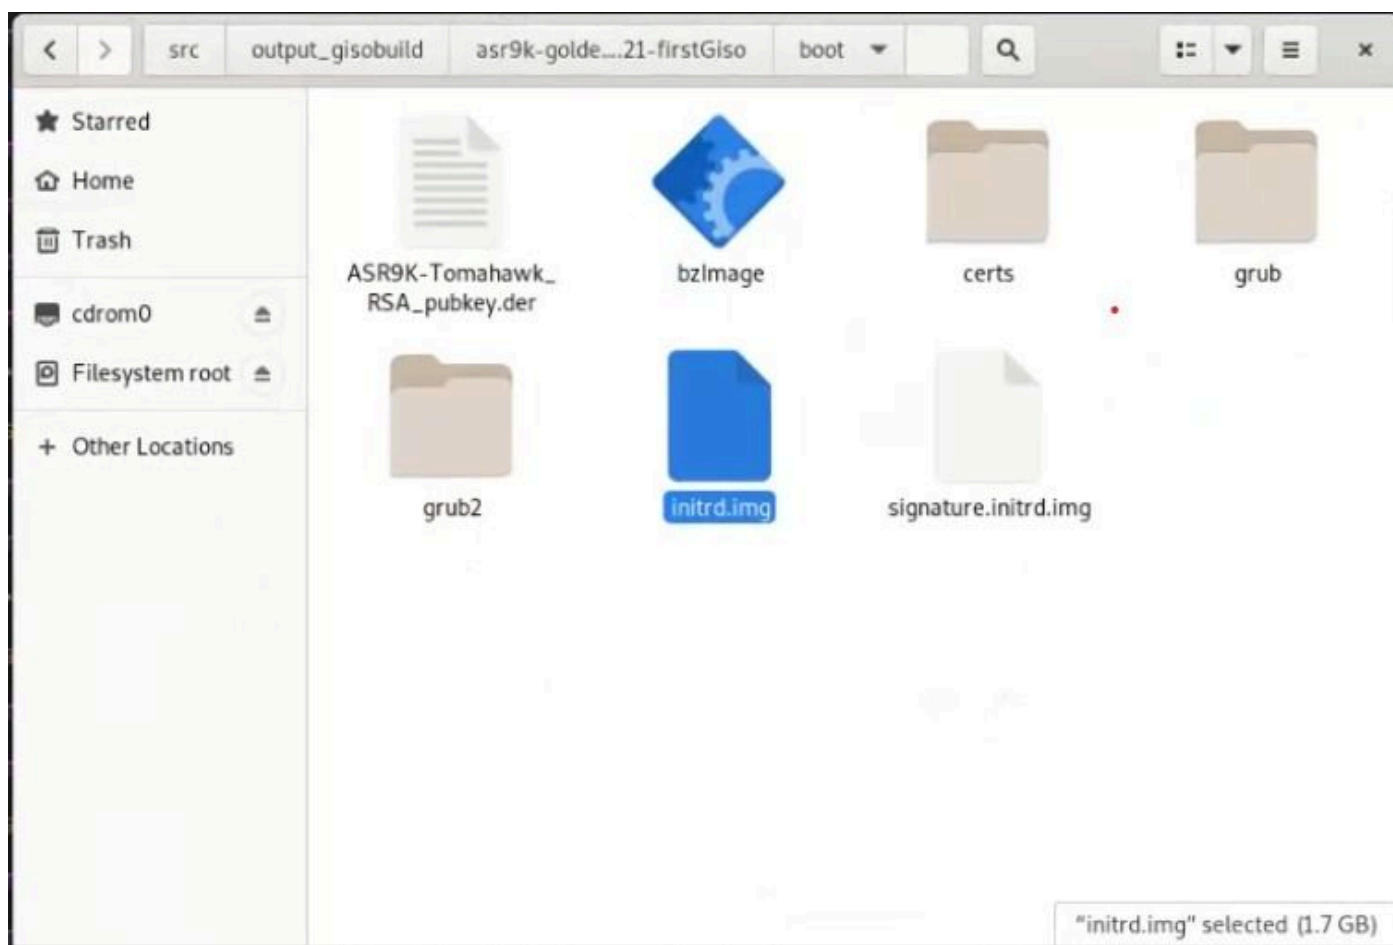 src output_gisobuild asr9k-golde....21-firstGiso boot
Starred
Home
Trash
cdrom0
Filesystem root
+ Other Locations
ASR9K-Tomahawk_
RSA_pubkey.der
bzImage
certs
grub
grub2
initrd.img
signature.initrd.img
"initrd.img" selected (1.7 GB)